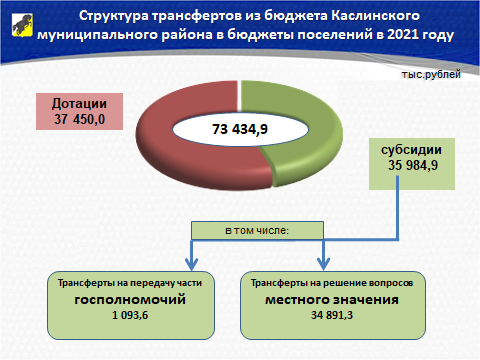 Структура трансфертов из бюджета Каслинского
муниципального района в бюджеты поселений в 2021 году
тыс.рублей
Дотации
37 450,0
73 434,9
субсидии
35 984,9
в том числе:
Трансферты на передачу части
госполномочий
1 093,6
Трансферты на решение вопросов
местного значения
34 891,3